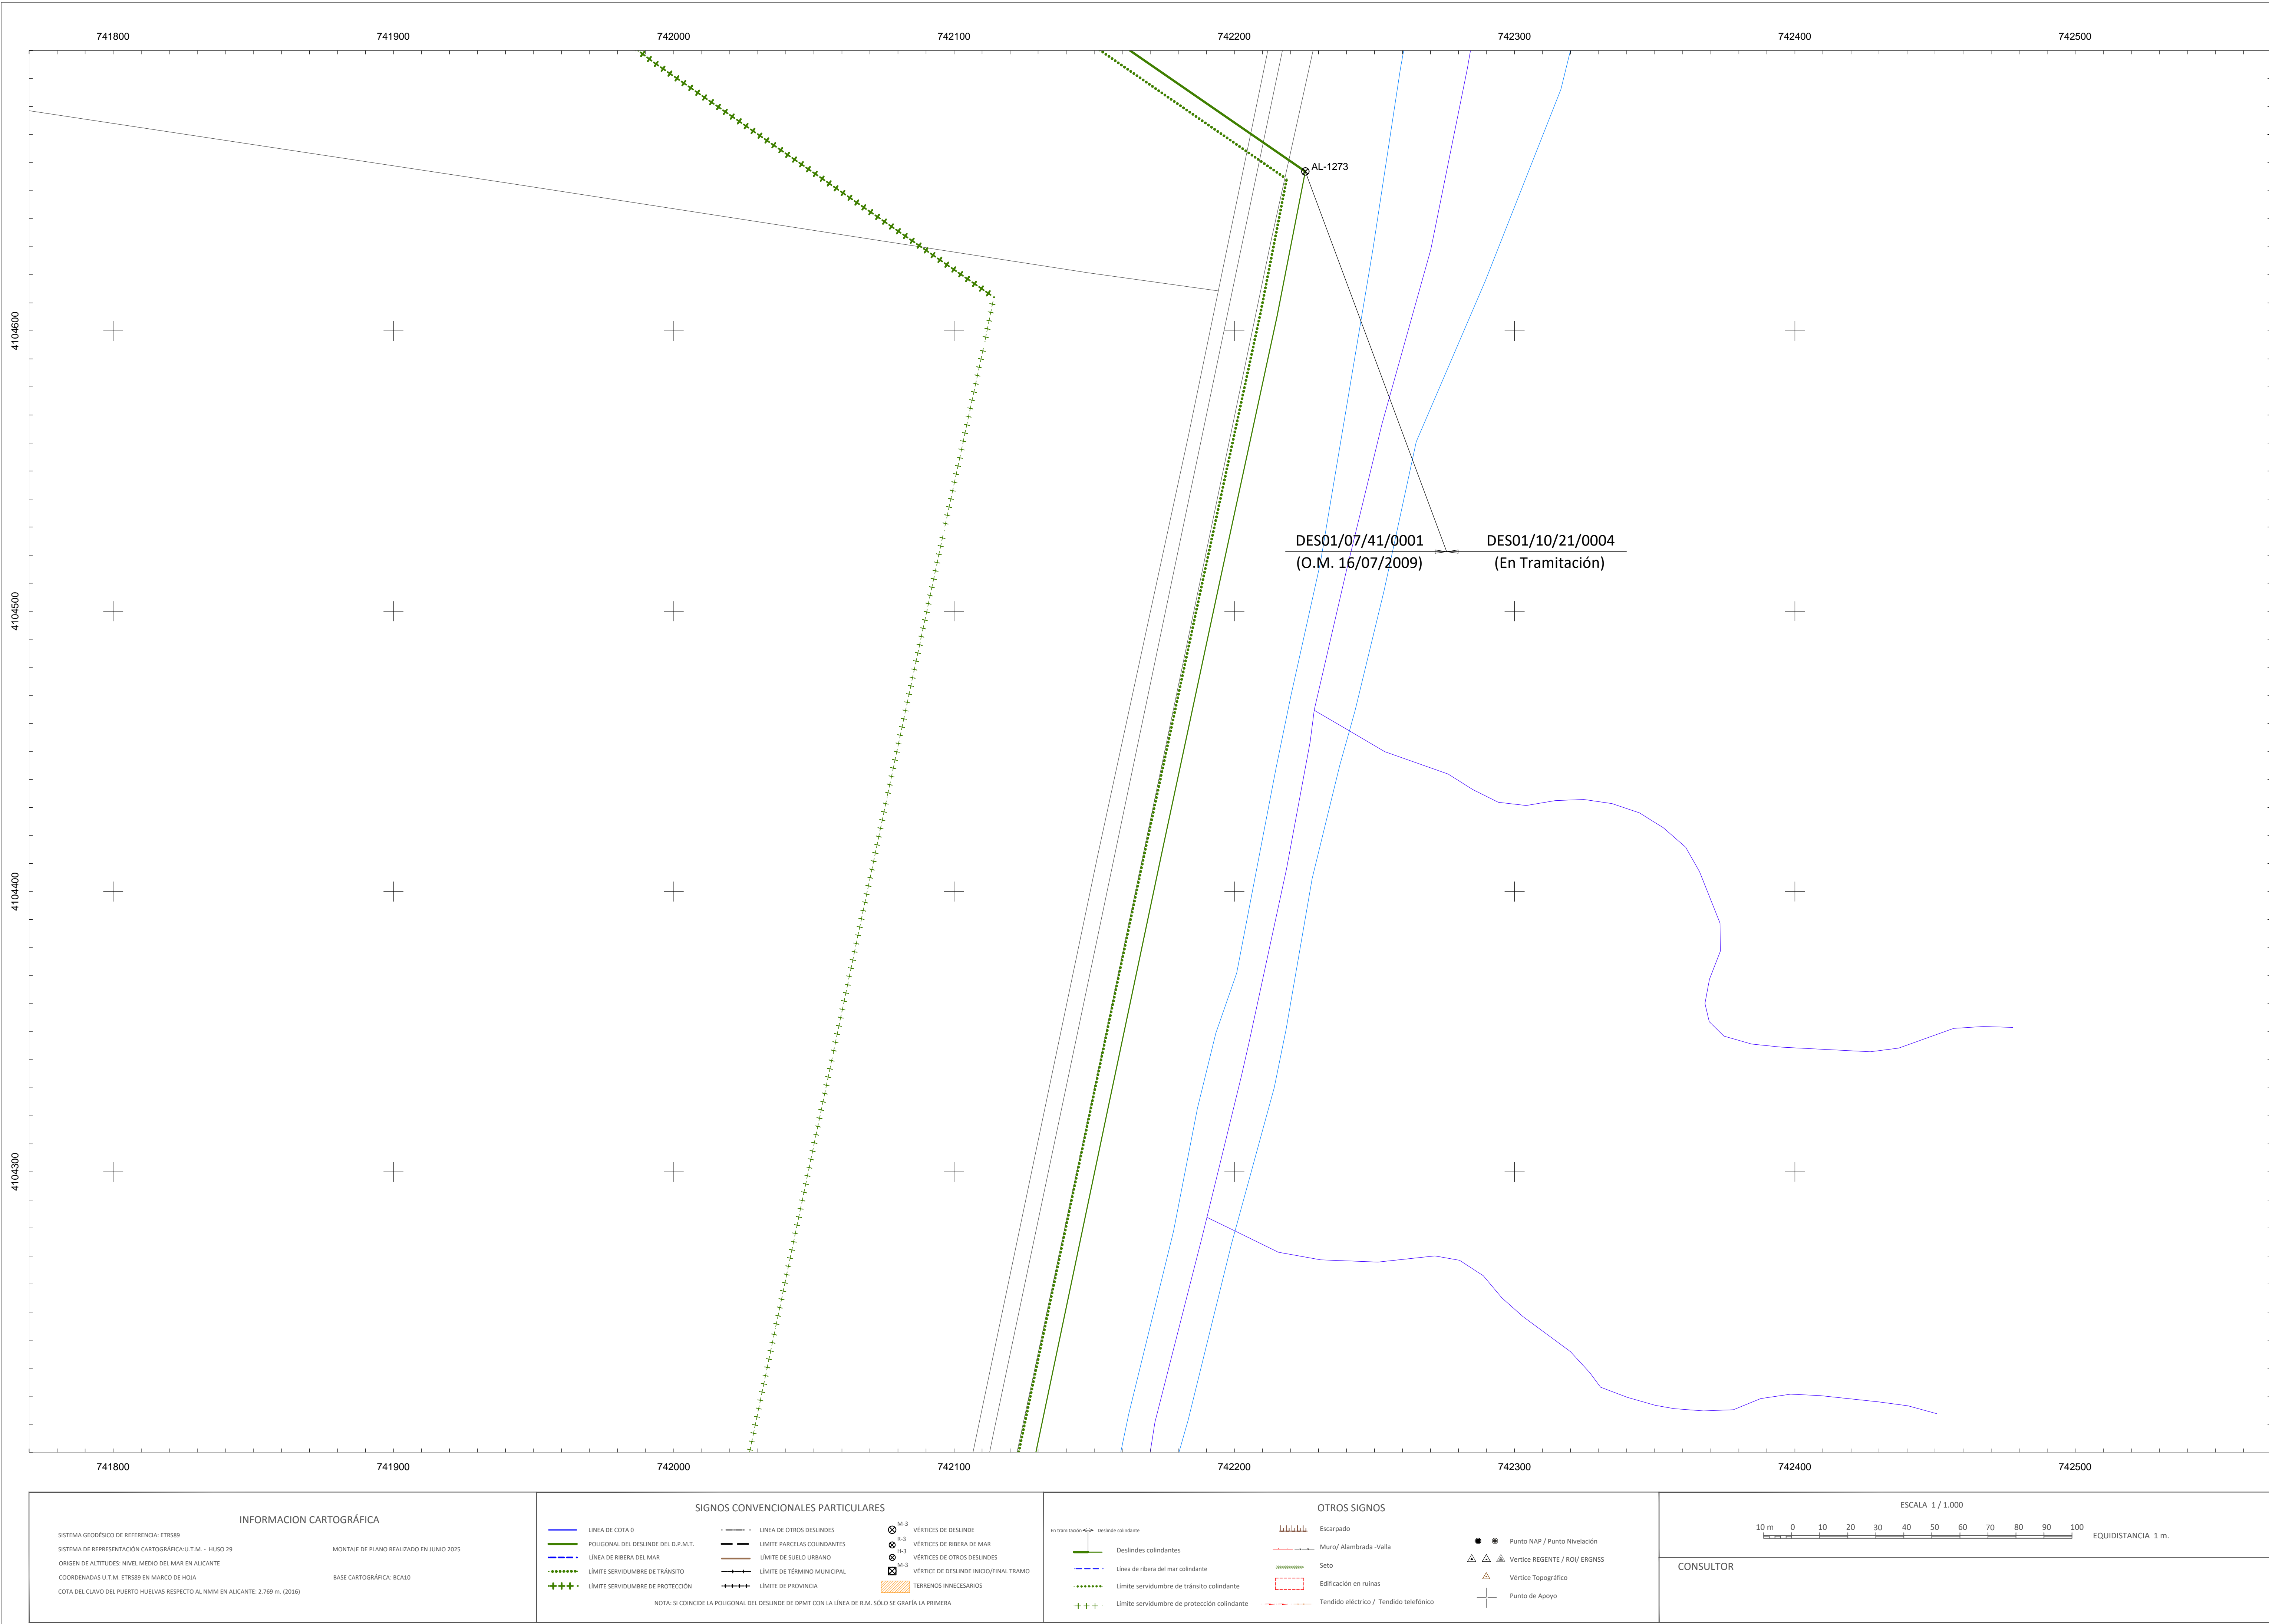 741800 741900 742000 742100 742200 742300 742400 742500
AL-1273
4104600
DES01/07/41/0001 DES01/10/21/0004
(O.M. 16/07/2009) (En Tramitación)
4104500
4104400
4104300
741800 741900 742000 742100 742200 742300 742400 742500
INFORMACION CARTOGRÁFICA
SISTEMA GEODÉSICO DE REFERENCIA: ETRS89
SISTEMA DE REPRESENTACIÓN CARTOGRÁFICA:U.T.M. - HUSO 29 MONTAJE DE PLANO REALIZADO EN JUNIO 2025
ORIGEN DE ALTITUDES: NIVEL MEDIO DEL MAR EN ALICANTE
COORDENADAS U.T.M. ETRS89 EN MARCO DE HOJA BASE CARTOGRÁFICA: BCA10
COTA DEL CLAVO DEL PUERTO HUELVAS RESPECTO AL NMM EN ALICANTE: 2.769 m. (2016)
SIGNOS CONVENCIONALES PARTICULARES
LINEA DE COTA 0
POLIGONAL DEL DESLINDE DEL D.P.M.T.
LÍNEA DE RIBERA DEL MAR
LÍMITE SERVIDUMBRE DE TRÁNSITO
LÍMITE SERVIDUMBRE DE PROTECCIÓN
LINEA DE OTROS DESLINDES
LIMITE PARCELAS COLINDANTES
LÍMITE DE SUELO URBANO
LÍMITE DE TÉRMINO MUNICIPAL
LÍMITE DE PROVINCIA
M-3 VÉRTICES DE DESLINDE
R-3 VÉRTICES DE RIBERA DE MAR
H-3 VÉRTICES DE OTROS DESLINDES
M-3 VÉRTICE DE DESLINDE INICIO/FINAL TRAMO
TERRENOS INNECESARIOS
NOTA: SI COINCIDE LA POLIGONAL DEL DESLINDE DE DPMT CON LA LÍNEA DE R.M. SÓLO SE GRAFÍA LA PRIMERA
OTROS SIGNOS
En tramitación Deslinde colindante
Deslindes colindantes
Línea de ribera del mar colindante
Límite servidumbre de tránsito colindante
Límite servidumbre de protección colindante
Escarpado
Muro/ Alambrada -Valla
Seto
Edificación en ruinas
Tendido eléctrico / Tendido telefónico
Punto NAP / Punto Nivelación
Vertice REGENTE / ROI/ ERGNSS
Vértice Topográfico
Punto de Apoyo
ESCALA 1 / 1.000
10 m 0 10 20 30 40 50 60 70 80 90 100
EQUIDISTANCIA 1 m.
CONSULTOR